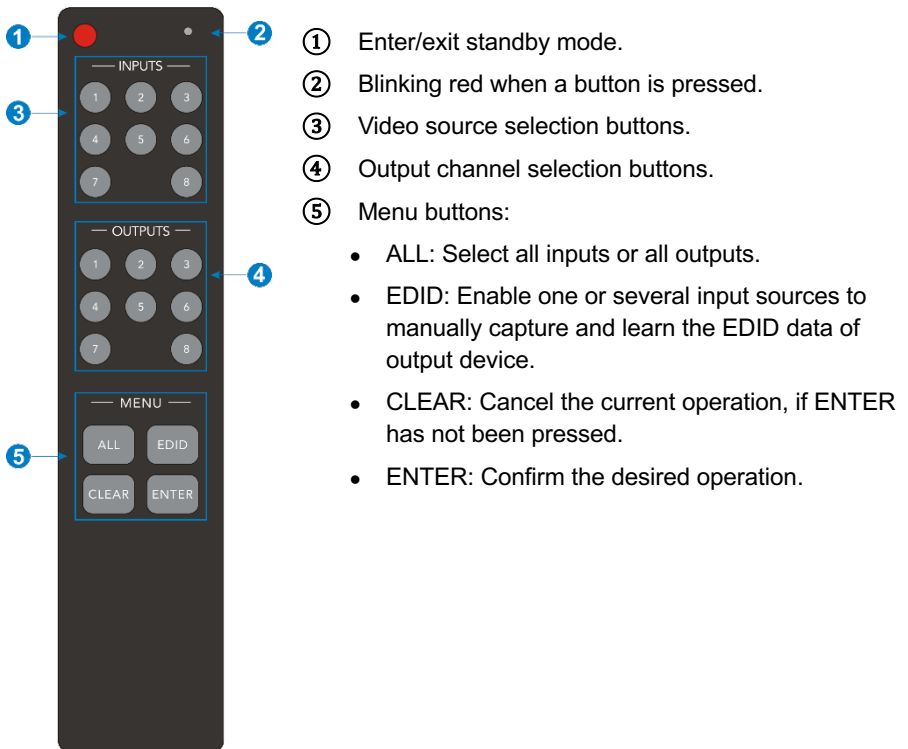 1
2
INPUTS
1 2 3
3
4 5 6
7 8
OUTPUTS
1 2 3
4
4 5 6
7 8
MENU
ALL EDID
5
CLEAR ENTER
① Enter/exit standby mode.
② Blinking red when a button is pressed.
③ Video source selection buttons.
④ Output channel selection buttons.
⑤ Menu buttons:
• ALL: Select all inputs or all outputs.
• EDID: Enable one or several input sources to
manually capture and learn the EDID data of
output device.
• CLEAR: Cancel the current operation, if ENTER
has not been pressed.
• ENTER: Confirm the desired operation.